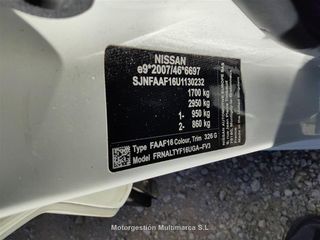 NISSAN
e9*2007/46*6697
SJNFAAF16U1130232
1700 kg
2950 kg
1- 950 kg
2- 860 kg
Type FAAF16 Colour, Trim 326 G
Model FRNALTYF16UGA-FV3
Motorgestion Multimarca S.L